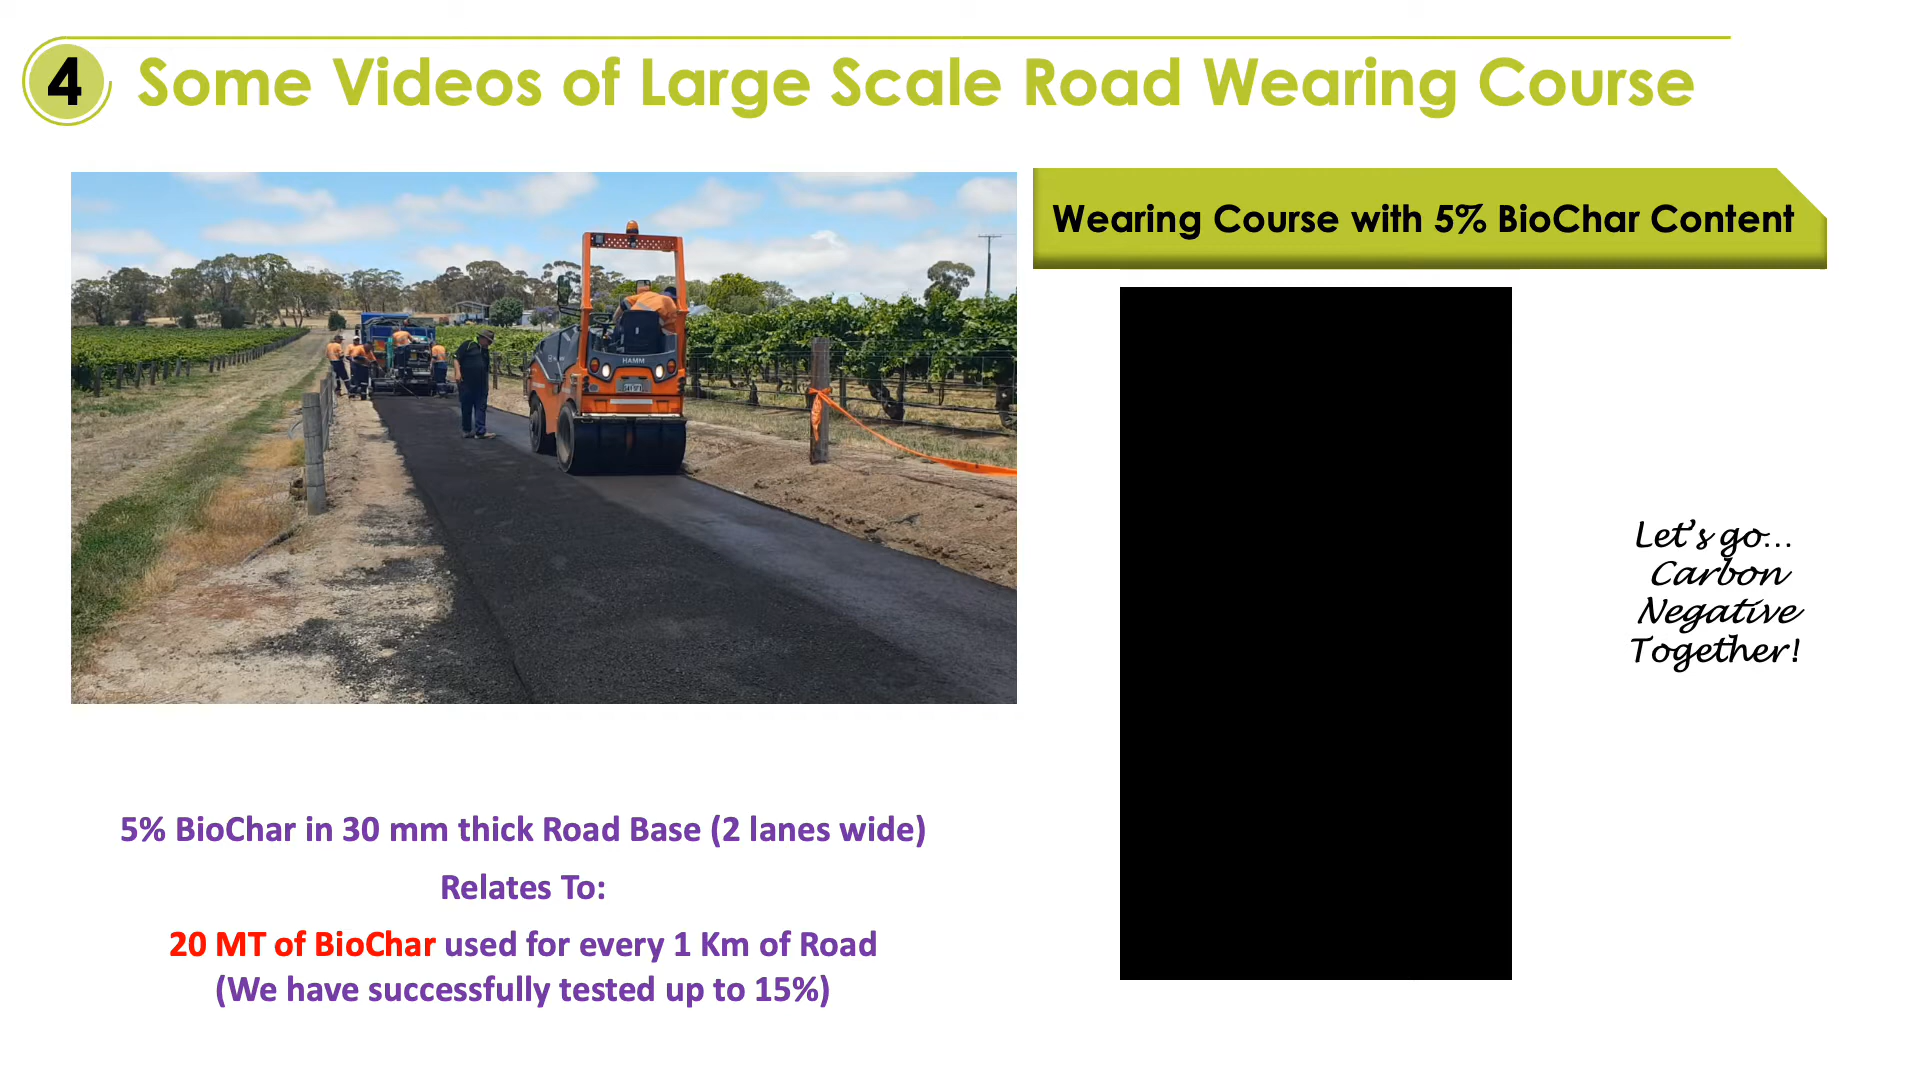 4 Some Videos of Large Scale Road Wearing Course
Wearing Course with 5% BioChar Content
HAMM
Let's go...
Carbon
Negative
Together!
5% BioChar in 30 mm thick Road Base (2 lanes wide)
Relates To:
20 MT of BioChar used for every 1 Km of Road
(We have successfully tested up to 15%)